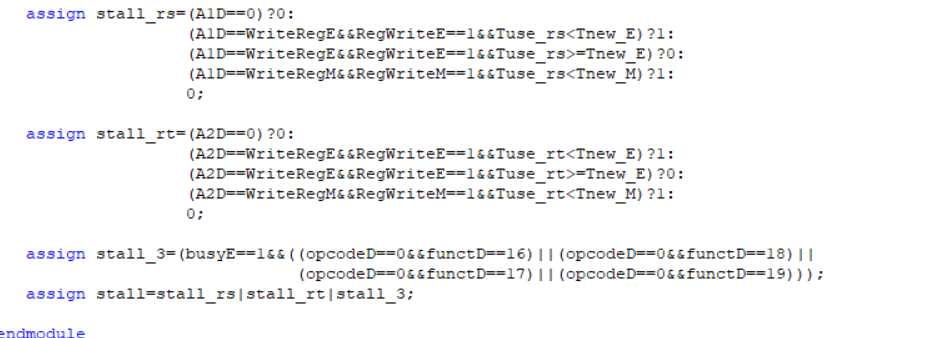 assign stall_rs=(A1D==0)?0:
(A1D==WriteRegE&&RegWriteE==1&&Tuse_rs<Tnew_E)?1:
(A1D==WriteRegE&&RegWriteE==1&&Tuse_rs>=Tnew_E)?0:
(A1D==WriteRegM&&RegWriteM==1&&Tuse_rs<Tnew_M)?1:
0;
assign stall_rt=(A2D==0)?0:
(A2D==WriteRegE&&RegWriteE==1&&Tuse_rt<Tnew_E)?1:
(A2D==WriteRegE&&RegWriteE==1&&Tuse_rt>=Tnew_E)?0:
(A2D==WriteRegM&&RegWriteM==1&&Tuse_rt<Tnew_M)?1:
0;
assign stall_3=(busyE==1&&((opcodeD==0&&functD==16)||(opcodeD==0&&functD==18)||
(opcodeD==0&&functD==17)||(opcodeD==0&&functD==19)));
assign stall=stall_rs|stall_rt|stall_3;
endmodule